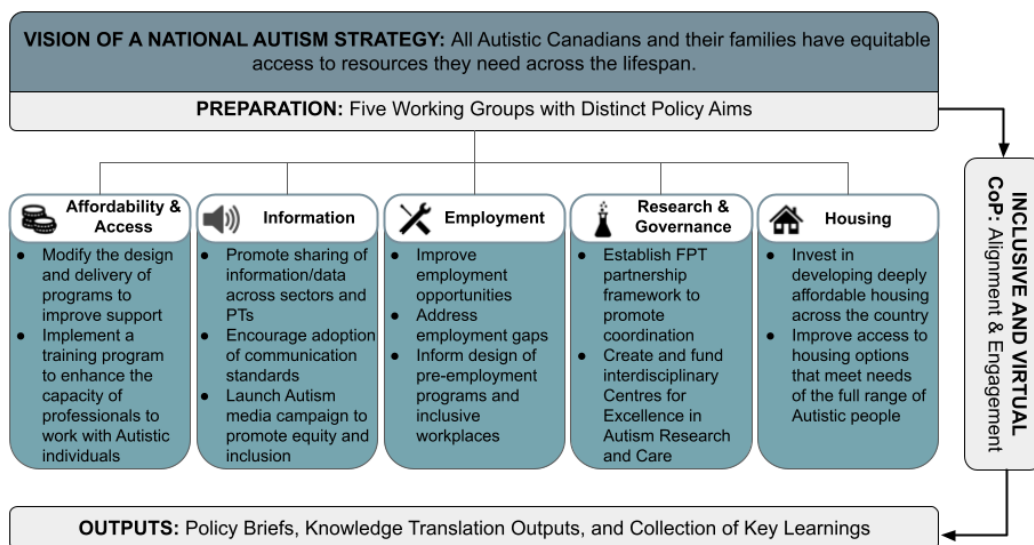 VISION OF A NATIONAL AUTISM STRATEGY: All Autistic Canadians and their families have equitable
access to resources they need across the lifespan.
PREPARATION: Five Working Groups with Distinct Policy Aims
Affordability &
Access
● Modify the design
and delivery of
programs to
improve support
● Implement a
training program
to enhance the
capacity of
professionals to
work with Autistic
individuals
Information
● Promote sharing of
information/data
across sectors and
PTs
● Encourage adoption
of communication
standards
● Launch Autism
media campaign to
promote equity and
inclusion
Employment
● Improve
employment
opportunities
● Address
employment gaps
● Inform design of
pre-employment
programs and
inclusive
workplaces
Research &
Governance
● Establish FPT
partnership
framework to
promote
coordination
● Create and fund
interdisciplinary
Centres for
Excellence in
Autism Research
and Care
Housing
● Invest in
developing deeply
affordable housing
across the country
● Improve access to
housing options
that meet needs
of the full range of
Autistic people
INCLUSIVE AND VIRTUAL
CoP: Alignment & Engagement
OUTPUTS: Policy Briefs, Knowledge Translation Outputs, and Collection of Key Learnings